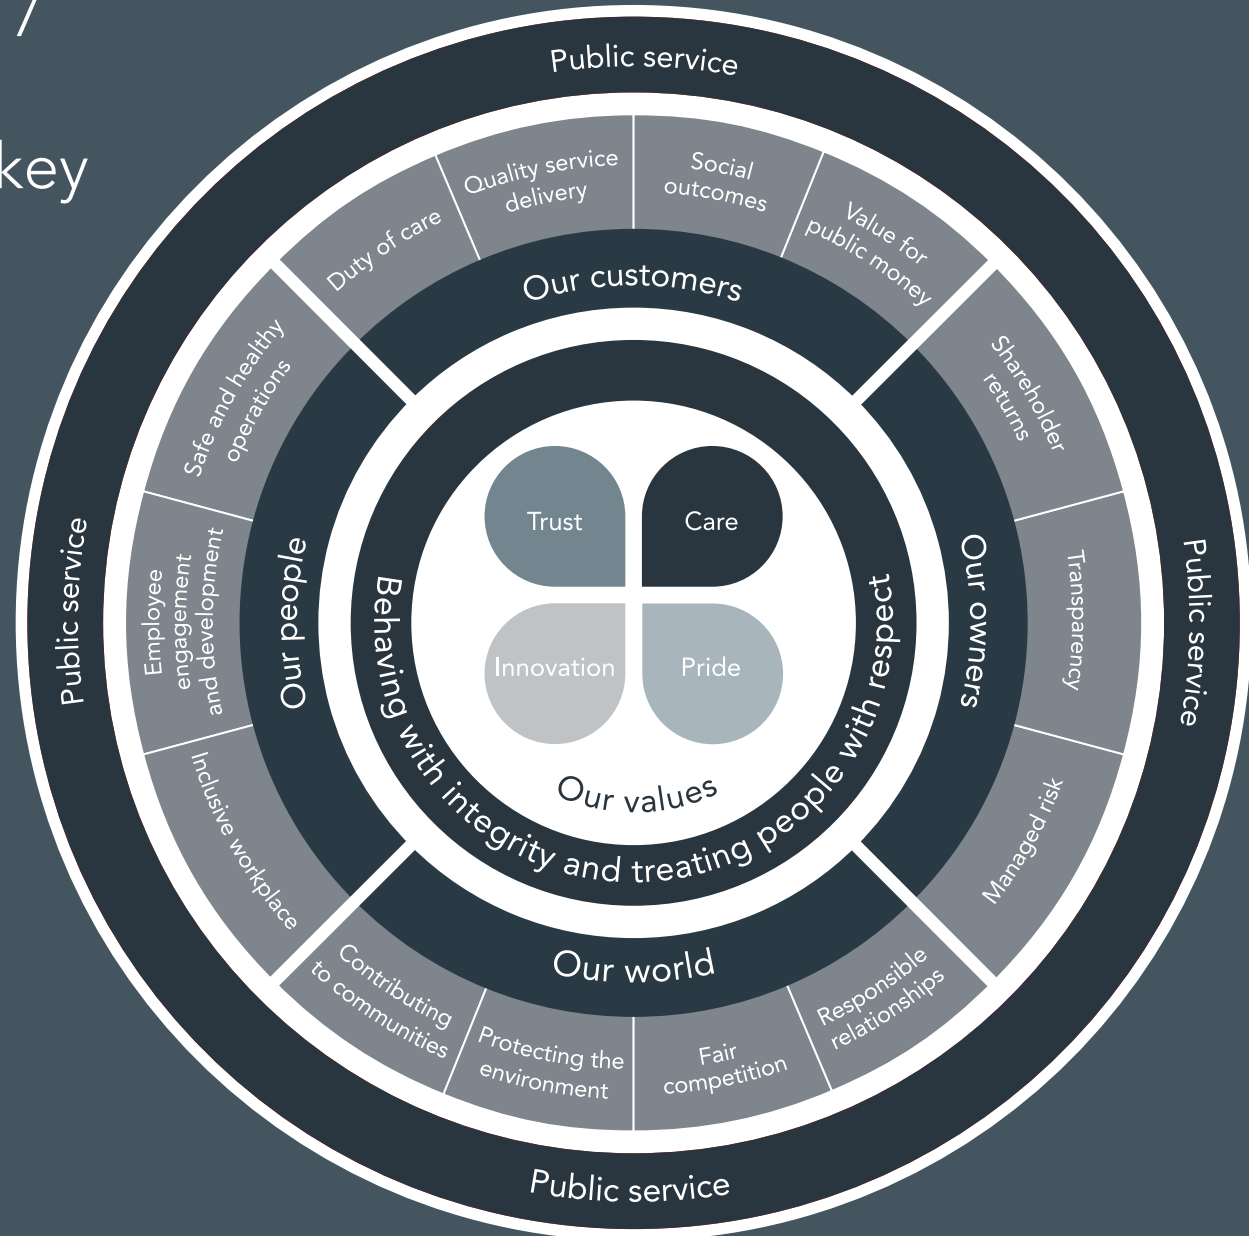 key
Public service
Quality service
delivery
Social
outcomes
Duty of care
Value for
public money
Our customers
Safe and healthy
operations
Shareholder
returns
Trust
Care
Public service
Employee
engagement
and development
Our people
Our owners
Transparency
Public service
Innovation
Pride
Our values
Behaving with integrity and treating people with respect
Inclusive workplace
Managed risk
Our world
Contributing
to communities
Protecting the
environment
Fair
competition
Responsible
relationships
Public service